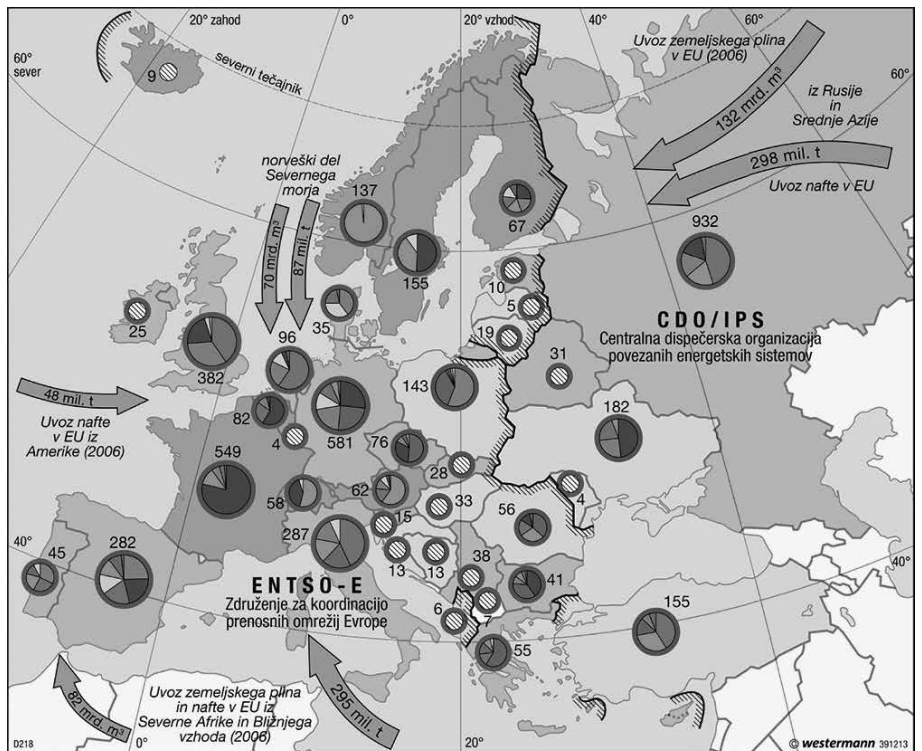 20° zahod
0°
20° vzhod
40°
60°
sever
60°
9
severni tečajnik
Uvoz zemeljskega plina
v EU (2006)
132 mrd. m³
iz Rusije
in
Srednje Azije
298 mil. t
Uvoz nafte v EU
norveški del
Severnega
morja
70 mrd. m³
87 mil. t
137
155
67
932
10
5
19
25
35
382
96
CDO/IPS
Centralna dispečerska organizacija
povezanih energetskih sistemov
31
143
182
48 mil. t
Uvoz nafte
v EU iz
Amerike (2006)
82
4
581
76
549
28
58
62
33
4
15
56
287
13
13
38
41
40°
45
282
ENTSO-E
Združenje za koordinacijo
prenosnih omrežij Evrope
6
7
55
155
40°
82 mrd. m³
Uvoz zemeljskega plina
in nafte v EU iz
Severne Afrike in Bližnjega
vzhoda (2006)
295 mil. t
D218
0°
20°
© westermann 391213